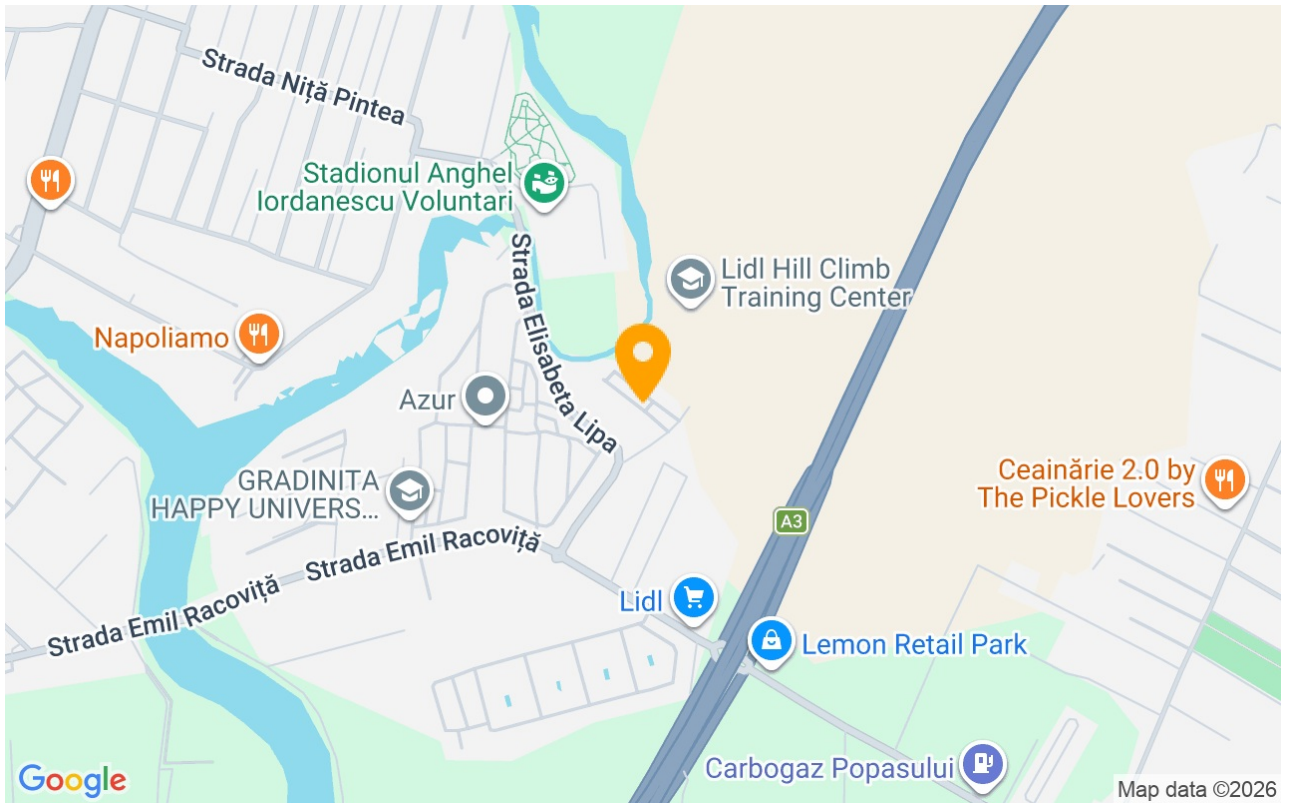 Strada Niță Pintea
Stadionul Anghel
Iordanescu Voluntari
Strada Elisabeta Lipa
Lidl Hill Climb
Training Center
Napoliamo
Azur
GRADINITA
HAPPY UNIVERS...
Ceainărie 2.0 by
The Pickle Lovers
A3
Strada Emil Racoviță
Strada Emil Racoviță
Lidl
Lemon Retail Park
Carbogaz Popasului
Google
Map data ©2026